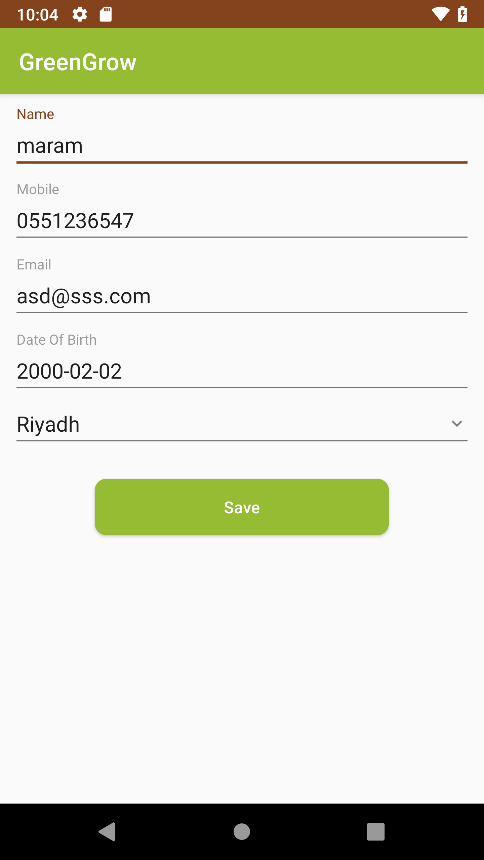 10:04
GreenGrow
Name
maram
Mobile
0551236547
Email
asd@sss.com
Date Of Birth
2000-02-02
Riyadh
Save